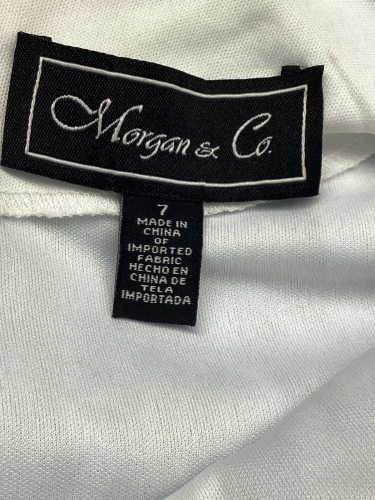 Morgan & Co.
7
MADE IN
CHINA
OF
IMPORTED
FABRIC
HECHO EN
CHINA DE
TELA
IMPORTADA